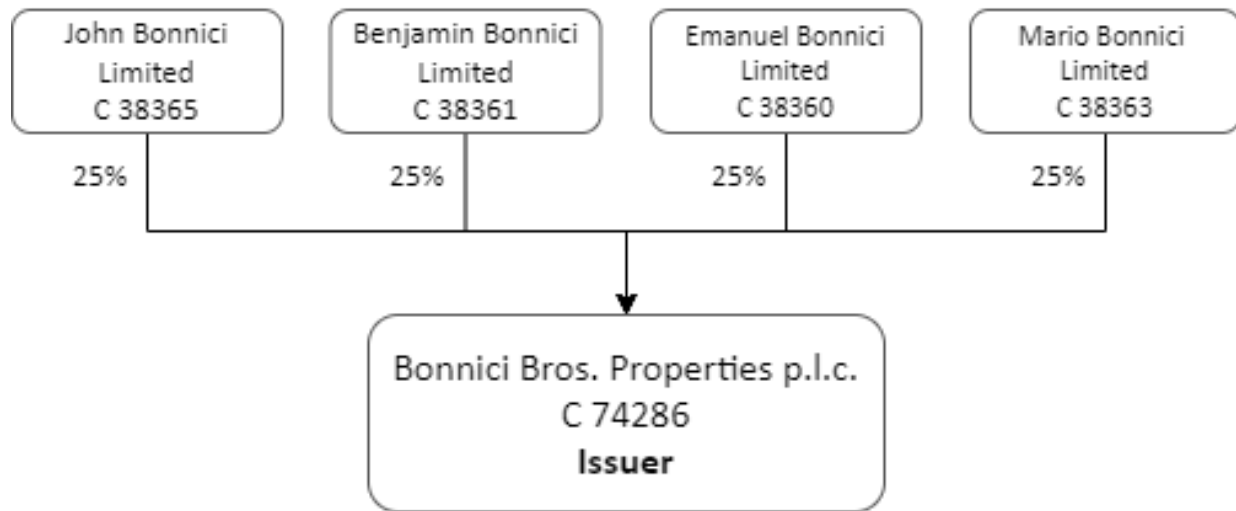 John Bonnici
Limited
C 38365
Benjamin Bonnici
Limited
C 38361
Emanuel Bonnici
Limited
C 38360
Mario Bonnici
Limited
C 38363
25%
25%
25%
25%
Bonnici Bros. Properties p.l.c.
C 74286
Issuer